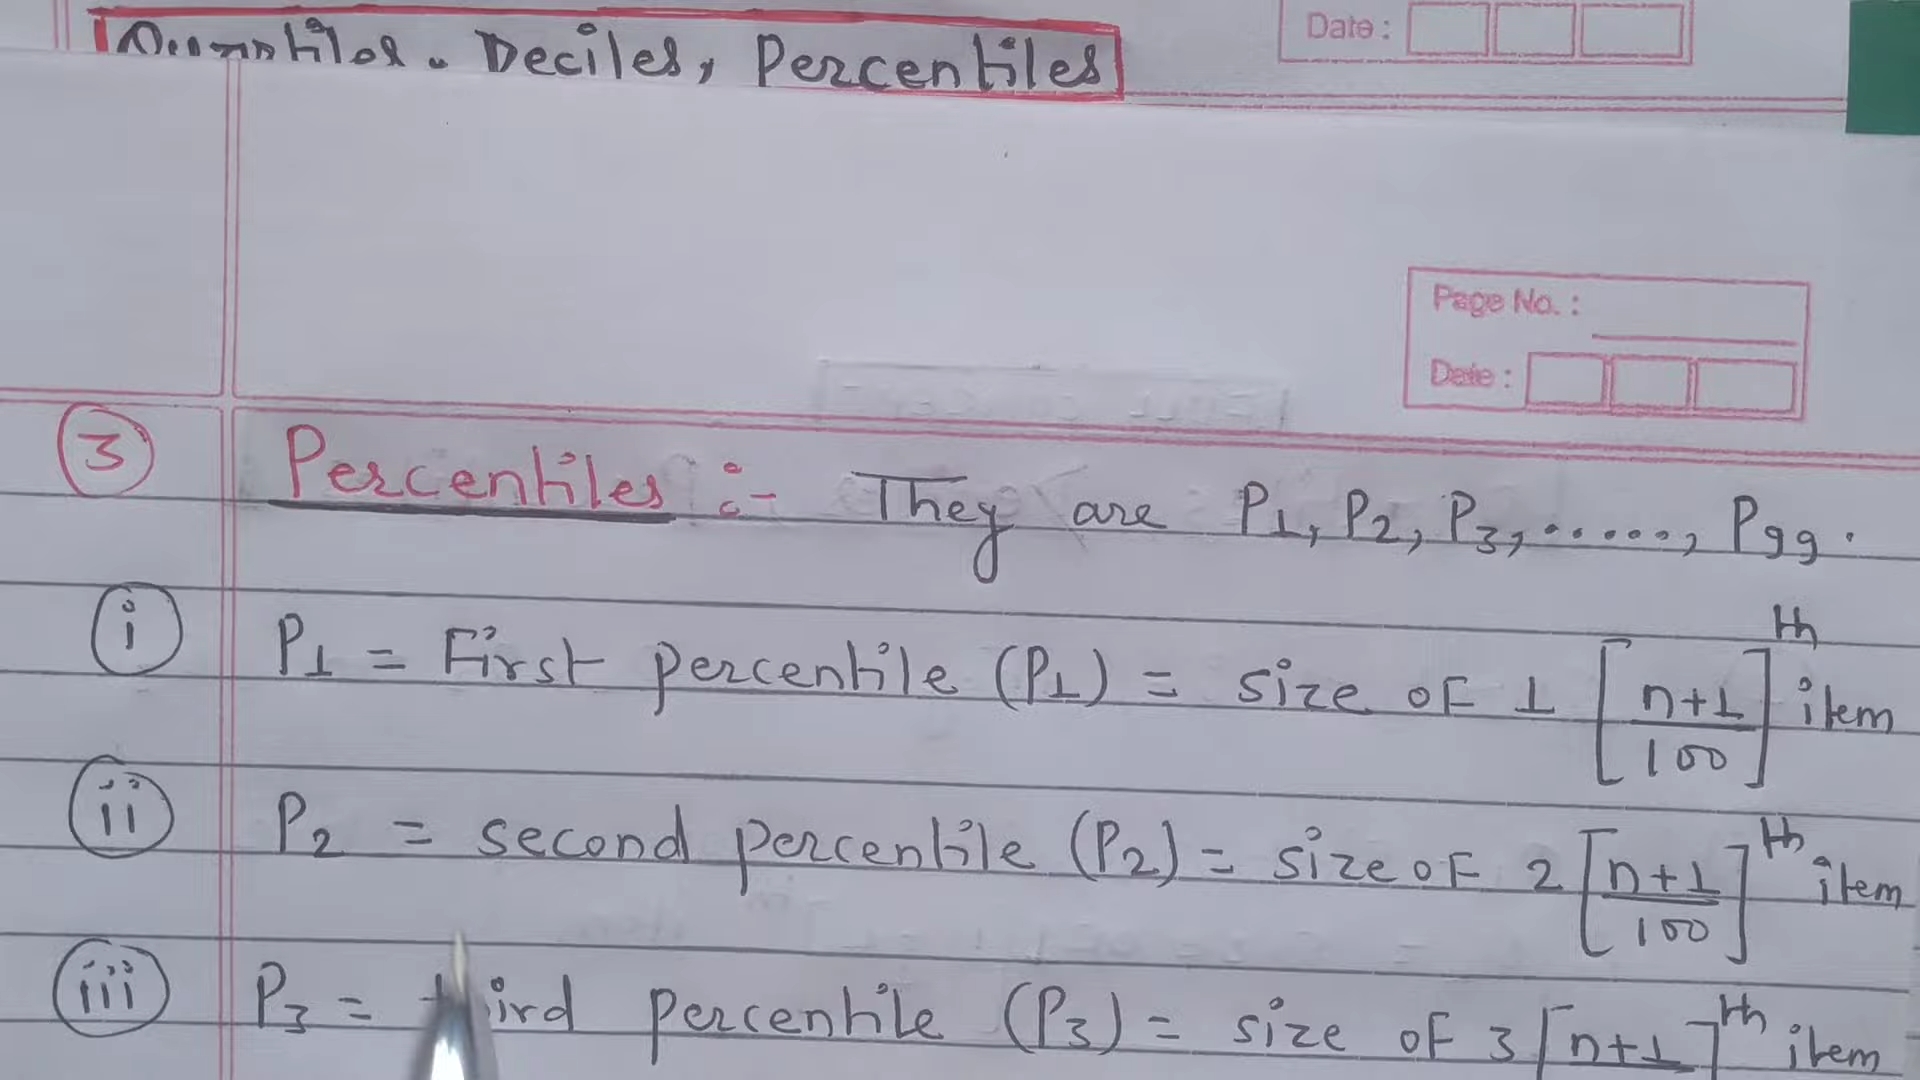 Deciles, Percentiles
Date :
Page No. :
Date :
3 Percentiles :- They are P1, P2, P3, ......, P99.
i P1 = First percentile (P1) = size of 1 [n+1/100]th item
ii P2 = second percentile (P2) = size of 2 [n+1/100]th item
iii P3 = third percentile (P3) = size of 3 [n+1]th item